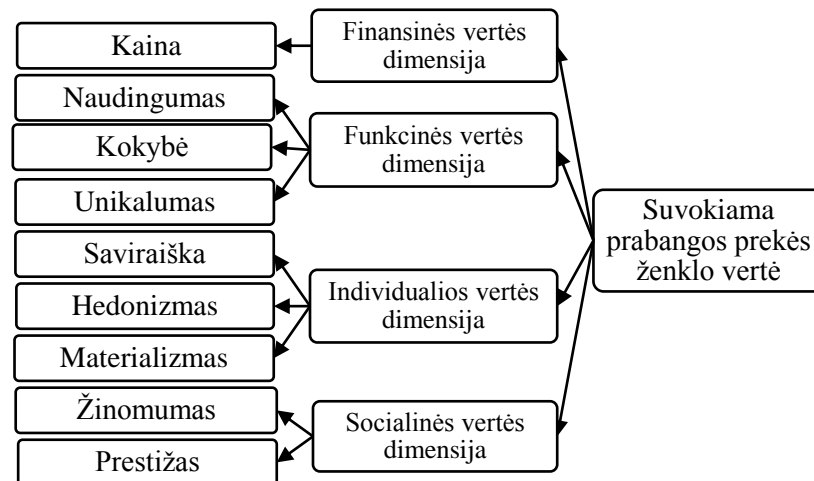 Kaina
Naudingumas
Kokybė
Unikalumas
Saviraiška
Hedonizmas
Materializmas
Žinomumas
Prestižas
Finansinės vertės
dimensija
Funkcinės vertės
dimensija
Individualios vertės
dimensija
Socialinės vertės
dimensija
Suvokiama
prabangos prekės
ženklo vertė